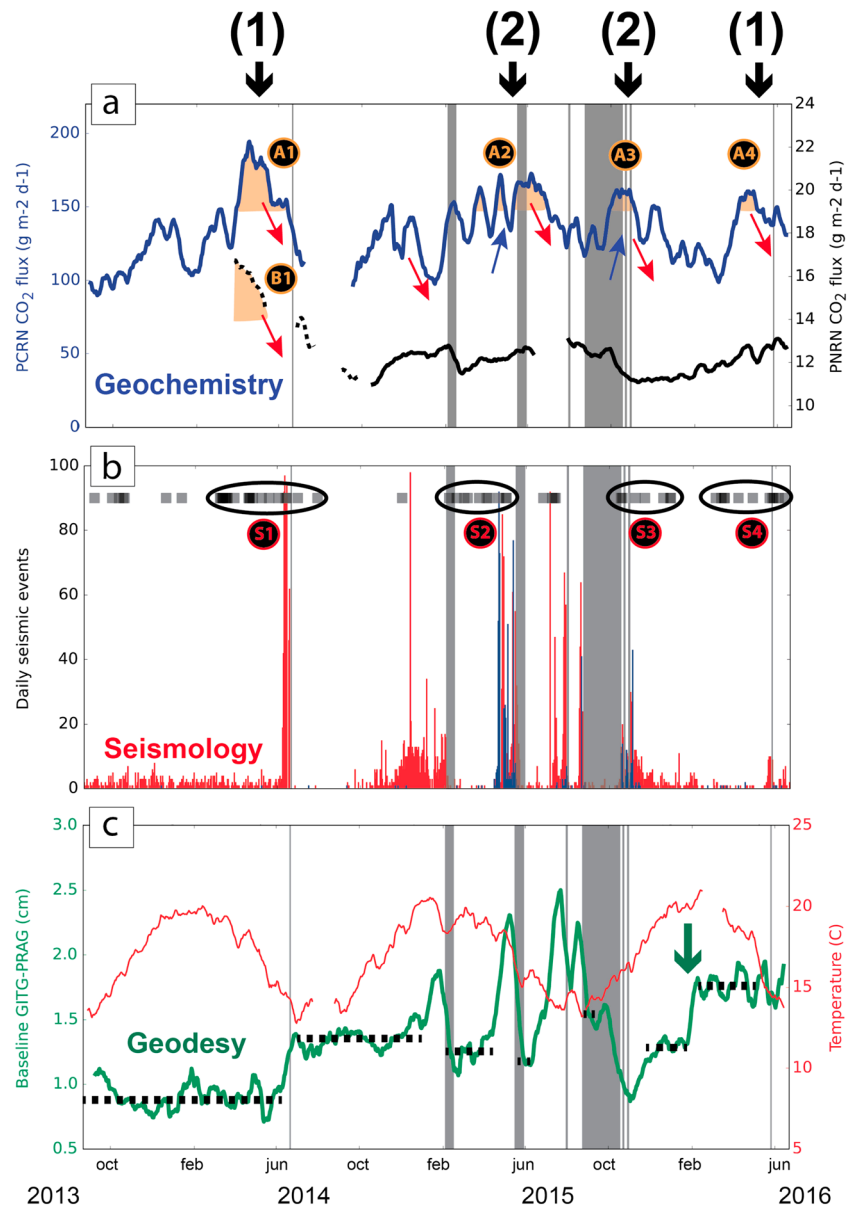 (1) (2) (2) (1)
a
200
150
100
50
0
PCRN CO2 flux (g m-2 d-1)
A1 A2 A3 A4
B1
Geochemistry
24
22
20
18
16
14
12
10
PNRN CO2 flux (g m-2 d-1)
b
100
80
60
40
20
0
Daily seismic events
S1 S2 S3 S4
Seismology
c
3.0
2.5
2.0
1.5
1.0
0.5
Baseline GITG-PRAG (cm)
Geodesy
25
20
15
10
5
Temperature (C)
oct feb jun oct feb jun oct feb jun
2013 2014 2015 2016